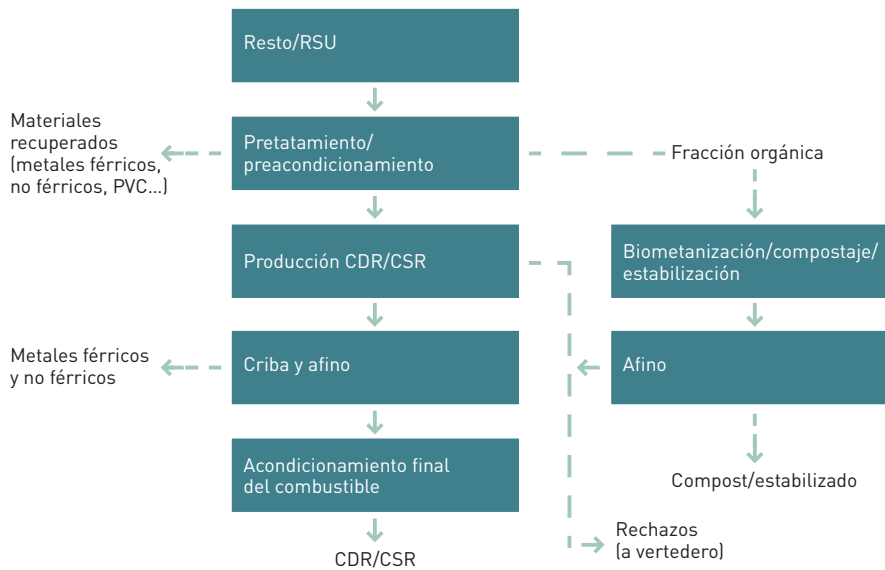 Resto/RSU
Materiales
recuperados
(metales férricos,
no férricos, PVC...)
Pretatamiento/
preacondicionamiento
Fracción orgánica
Producción CDR/CSR
Biometanización/compostaje/
estabilización
Metales férricos
y no férricos
Criba y afino
Afino
Acondicionamiento final
del combustible
Compost/estabilizado
CDR/CSR
Rechazos
(a vertedero)